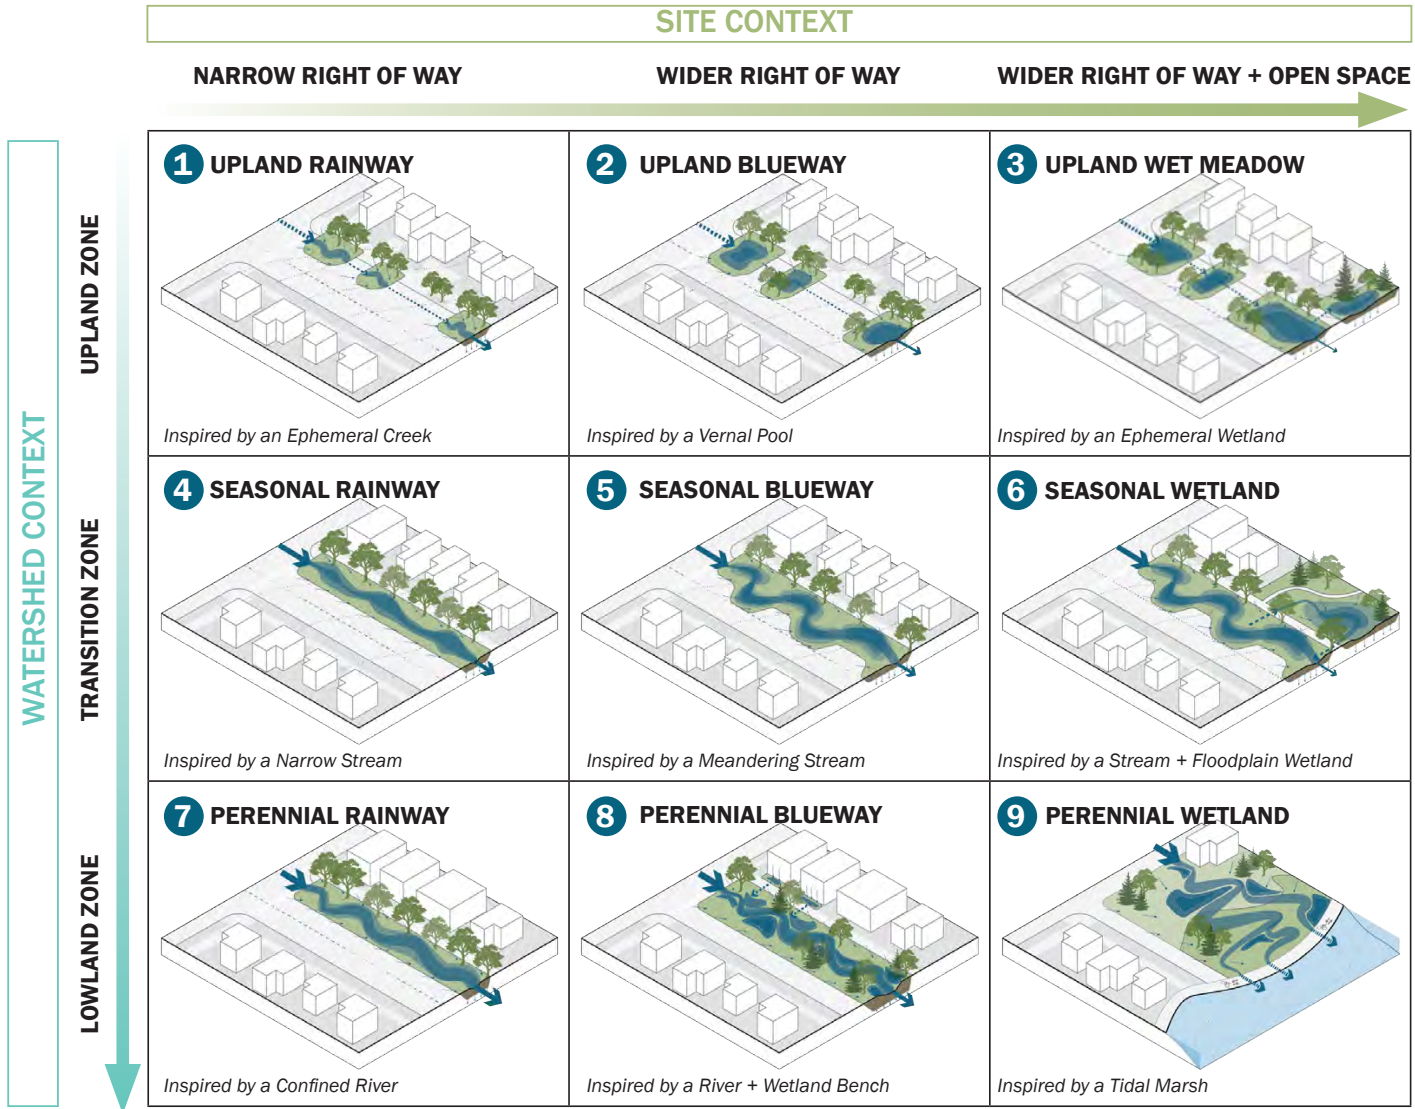 SITE CONTEXT
NARROW RIGHT OF WAY
WIDER RIGHT OF WAY
WIDER RIGHT OF WAY + OPEN SPACE
WATERSHED CONTEXT
UPLAND ZONE
1 UPLAND RAINWAY
Inspired by an Ephemeral Creek
2 UPLAND BLUEWAY
Inspired by a Vernal Pool
3 UPLAND WET MEADOW
Inspired by an Ephemeral Wetland
TRANSITION ZONE
4 SEASONAL RAINWAY
Inspired by a Narrow Stream
5 SEASONAL BLUEWAY
Inspired by a Meandering Stream
6 SEASONAL WETLAND
Inspired by a Stream + Floodplain Wetland
LOWLAND ZONE
7 PERENNIAL RAINWAY
Inspired by a Confined River
8 PERENNIAL BLUEWAY
Inspired by a River + Wetland Bench
9 PERENNIAL WETLAND
Inspired by a Tidal Marsh